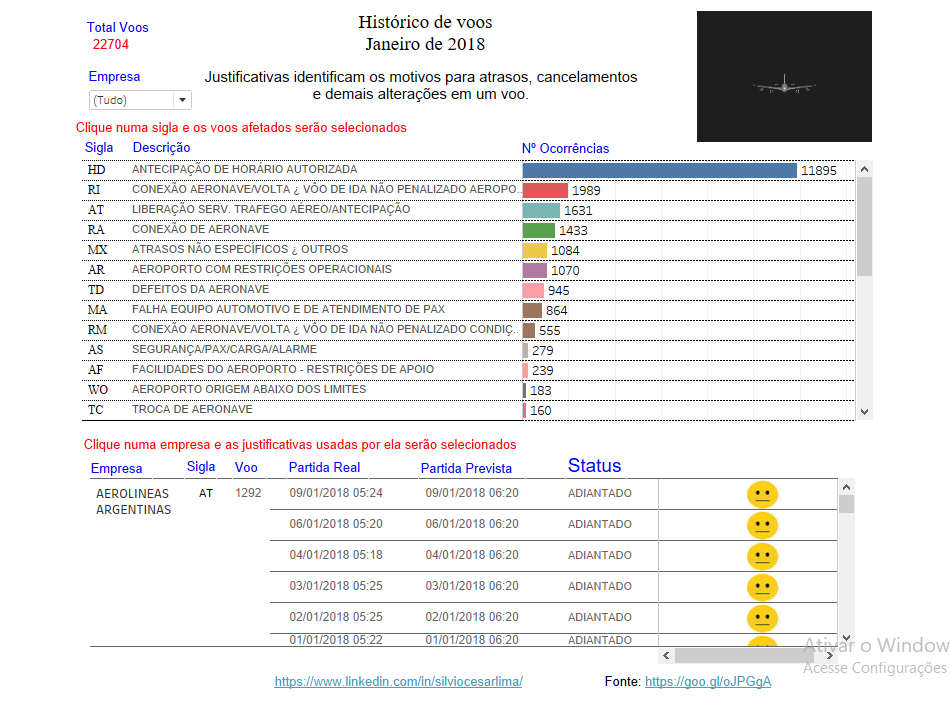 Total Voos
22704
Histórico de voos
Janeiro de 2018
Empresa
(Tudo)
Justificativas identificam os motivos para atrasos, cancelamentos
e demais alterações em um voo.
Clique numa sigla e os voos afetados serão selecionados
Sigla Descrição Nº Ocorrências
HD ANTECIPAÇÃO DE HORÁRIO AUTORIZADA 11895
RI CONEXÃO AERONAVE/VOLTA ¿ VÔO DE IDA NÃO PENALIZADO AEROPO.. 1989
AT LIBERAÇÃO SERV. TRAFEGO AÉREO/ANTECIPAÇÃO 1631
RA CONEXÃO DE AERONAVE 1433
MX ATRASOS NÃO ESPECÍFICOS ¿ OUTROS 1084
AR AEROPORTO COM RESTRIÇÕES OPERACIONAIS 1070
TD DEFEITOS DA AERONAVE 945
MA FALHA EQUIPO AUTOMOTIVO E DE ATENDIMENTO DE PAX 864
RM CONEXÃO AERONAVE/VOLTA ¿ VÔO DE IDA NÃO PENALIZADO CONDIÇ.. 555
AS SEGURANÇA/PAX/CARGA/ALARME 279
AF FACILIDADES DO AEROPORTO - RESTRIÇÕES DE APOIO 239
WO AEROPORTO ORIGEM ABAIXO DOS LIMITES 183
TC TROCA DE AERONAVE 160
Clique numa empresa e as justificativas usadas por ela serão selecionados
Empresa Sigla Voo Partida Real Partida Prevista Status
AEROLINEAS AT 1292 09/01/2018 05:24 09/01/2018 06:20 ADIANTADO
ARGENTINAS
06/01/2018 05:20 06/01/2018 06:20 ADIANTADO
04/01/2018 05:18 04/01/2018 06:20 ADIANTADO
03/01/2018 05:25 03/01/2018 06:20 ADIANTADO
02/01/2018 05:25 02/01/2018 06:20 ADIANTADO
01/01/2018 05:22 01/01/2018 06:20 ADIANTADO
Ativar o Window
Acesse Configurações
https://www.linkedin.com/in/silviocesarlima/ Fonte: https://goo.gl/oJPGgA